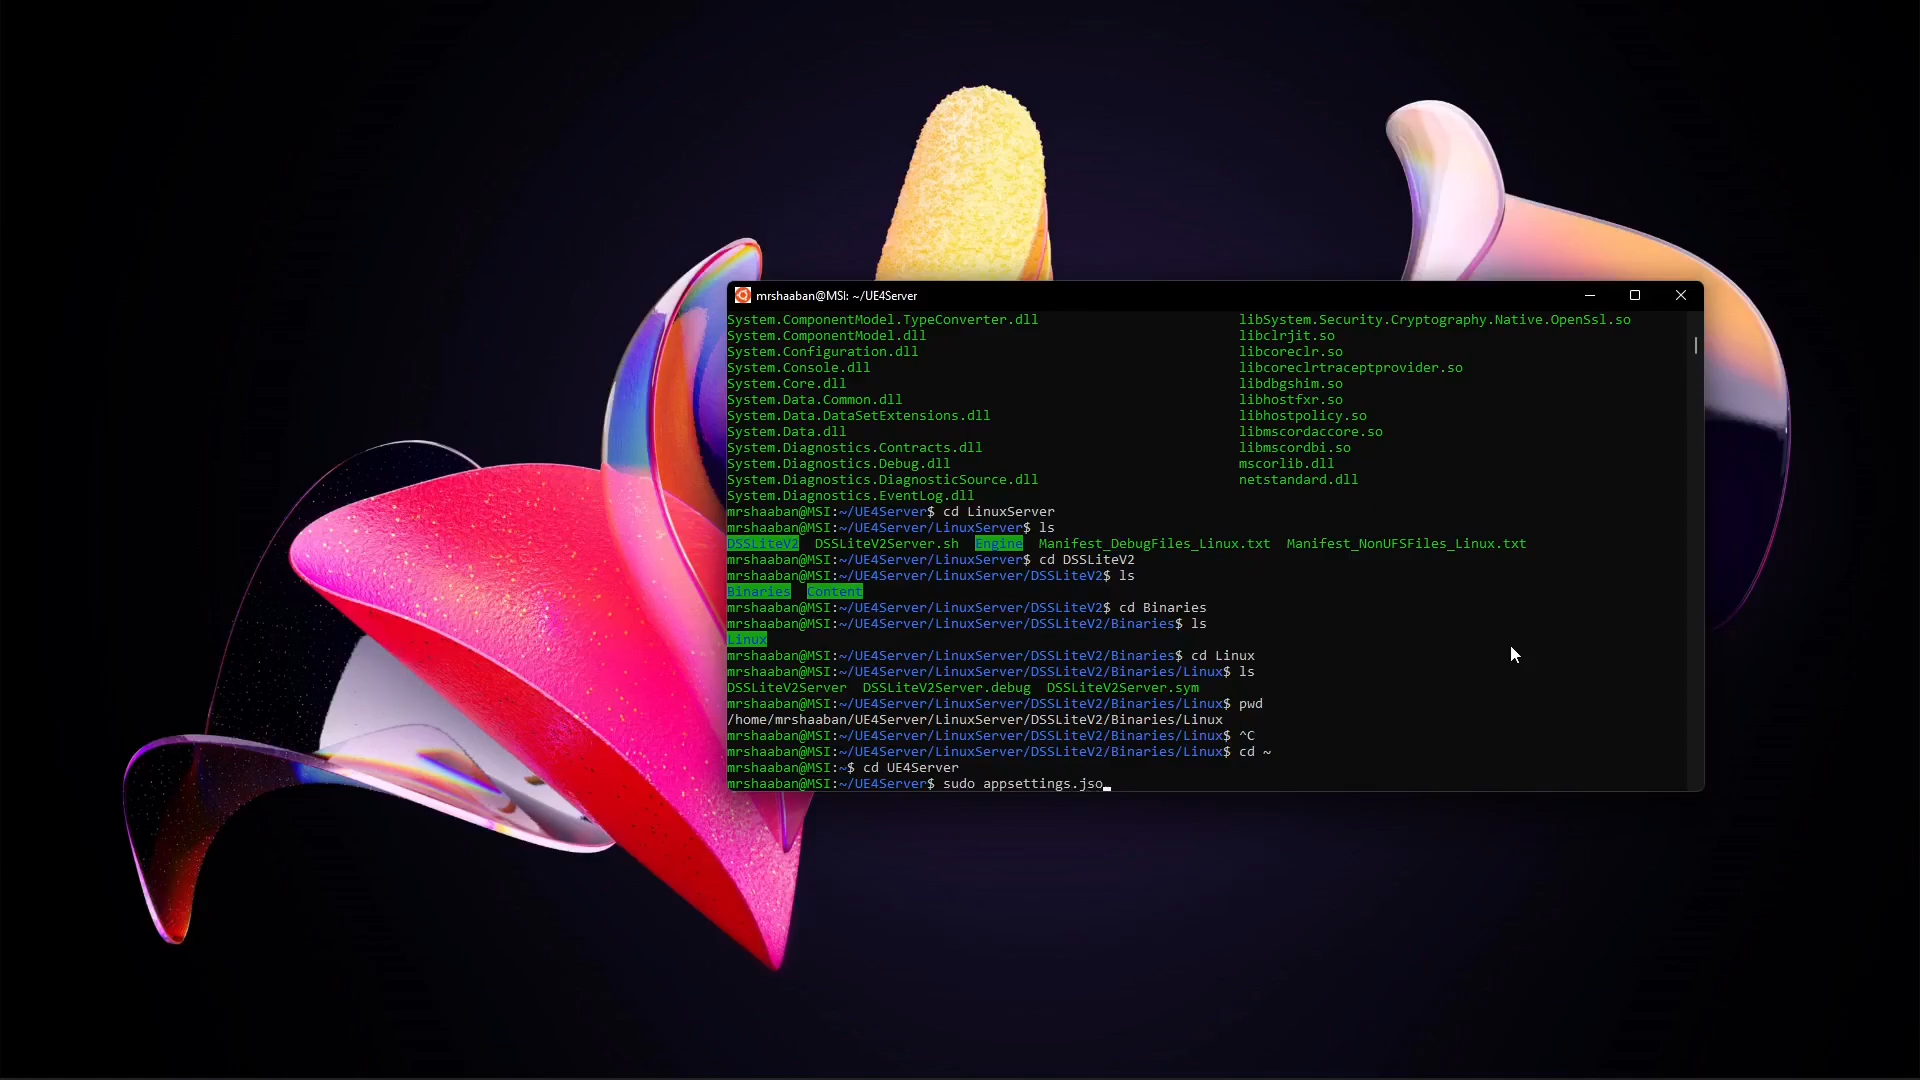 mrshaaban@MSI: ~/UE4Server
System.ComponentModel.TypeConverter.dll libSystem.Security.Cryptography.Native.OpenSsl.so
System.ComponentModel.dll libclrjit.so
System.Configuration.dll libcoreclr.so
System.Console.dll libcoreclrtraceptprovider.so
System.Core.dll libdbgshim.so
System.Data.Common.dll libhostfxr.so
System.Data.DataSetExtensions.dll libhostpolicy.so
System.Data.dll libmscordaccore.so
System.Diagnostics.Contracts.dll libmscordbi.so
System.Diagnostics.Debug.dll mscorlib.dll
System.Diagnostics.DiagnosticSource.dll netstandard.dll
System.Diagnostics.EventLog.dll
mrshaaban@MSI:~/UE4Server$ cd LinuxServer
mrshaaban@MSI:~/UE4Server/LinuxServer$ ls
DSSLiteV2 DSSLiteV2Server.sh Engine Manifest_DebugFiles_Linux.txt Manifest_NonUFSFiles_Linux.txt
mrshaaban@MSI:~/UE4Server/LinuxServer$ cd DSSLiteV2
mrshaaban@MSI:~/UE4Server/LinuxServer/DSSLiteV2$ ls
Binaries Content
mrshaaban@MSI:~/UE4Server/LinuxServer/DSSLiteV2$ cd Binaries
mrshaaban@MSI:~/UE4Server/LinuxServer/DSSLiteV2/Binaries$ ls
Linux
mrshaaban@MSI:~/UE4Server/LinuxServer/DSSLiteV2/Binaries$ cd Linux
mrshaaban@MSI:~/UE4Server/LinuxServer/DSSLiteV2/Binaries/Linux$ ls
DSSLiteV2Server DSSLiteV2Server.debug DSSLiteV2Server.sym
mrshaaban@MSI:~/UE4Server/LinuxServer/DSSLiteV2/Binaries/Linux$ pwd
/home/mrshaaban/UE4Server/LinuxServer/DSSLiteV2/Binaries/Linux
mrshaaban@MSI:~/UE4Server/LinuxServer/DSSLiteV2/Binaries/Linux$ ^C
mrshaaban@MSI:~/UE4Server/LinuxServer/DSSLiteV2/Binaries/Linux$ cd ~
mrshaaban@MSI:~$ cd UE4Server
mrshaaban@MSI:~/UE4Server$ sudo appsettings.jso